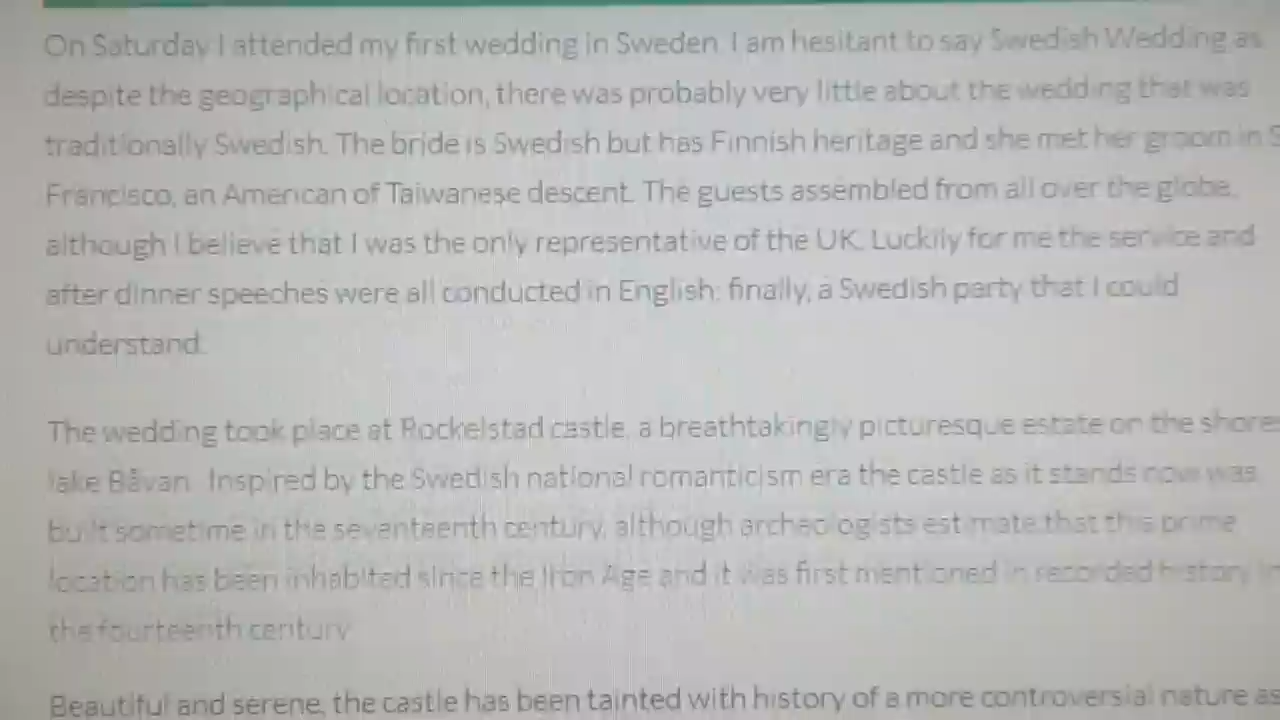 On Saturday I attended my first wedding in Sweden. I am hesitant to say Swedish Wedding as
despite the geographical location, there was probably very little about the wedding that was
traditionally Swedish. The bride is Swedish but has Finnish heritage and she met her groom in S
Francisco, an American of Taiwanese descent. The guests assembled from all over the globe,
although I believe that I was the only representative of the UK. Luckily for me the service and
after dinner speeches were all conducted in English: finally, a Swedish party that I could
understand.
The wedding took place at Rockelstad castle, a breathtakingly picturesque estate on the shore
lake Båvan. Inspired by the Swedish national romanticism era the castle as it stands now was
built sometime in the seventeenth century, although archeologists estimate that this prime
location has been inhabited since the Iron Age and it was first mentioned in recorded history in
the fourteenth century
Beautiful and serene, the castle has been tainted with history of a more controversial nature as